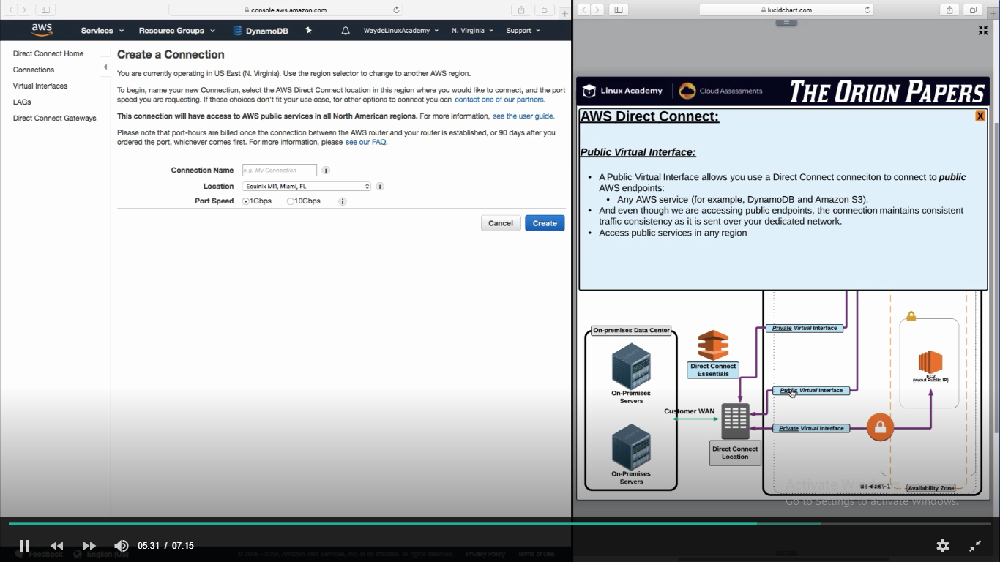 console.aws.amazon.com
lucidchart.com
aws Services Resource Groups DynamoDB WaydeLinuxAcademy N. Virginia Support
Direct Connect Home
Connections
Virtual Interfaces
LAGs
Direct Connect Gateways
Create a Connection
You are currently operating in US East (N. Virginia). Use the region selector to change to another AWS region.
To begin, name your new Connection, select the AWS Direct Connect location in this region where you would like to connect, and the port
speed you are requesting. If these choices don't fit your use case, for other options to connect you can contact one of our partners.
This connection will have access to AWS public services in all North American regions. For more information, see the user guide.
Please note that port-hours are billed once the connection between the AWS router and your router is established, or 90 days after you
ordered the port, whichever comes first. For more information, please see our FAQ.
Connection Name e.g. My Connection i
Location Equinix MI1, Miami, FL i
Port Speed 1Gbps 10Gbps i
Cancel Create
Linux Academy Cloud Assessments THE ORION PAPERS
AWS Direct Connect: X
Public Virtual Interface:
• A Public Virtual Interface allows you use a Direct Connect conneciton to connect to public
AWS endpoints:
• Any AWS service (for example, DynamoDB and Amazon S3).
• And even though we are accessing public endpoints, the connection maintains consistent
traffic consistency as it is sent over your dedicated network.
• Access public services in any region
On-premises Data Center
On-Premises
Servers
On-Premises
Servers
Direct Connect
Essentials
Customer WAN
Direct Connect
Location
Private Virtual Interface
Public Virtual Interface
Private Virtual Interface
EC2
(w/out Public IP)
us-east-1
Availability Zone
Activate Windows
Go to Settings to activate Windows.
05:31 / 07:15
Feedback English (US) © 2008 - 2018, Amazon Web Services, Inc. or its affiliates. All rights reserved. Privacy Policy Terms of Use